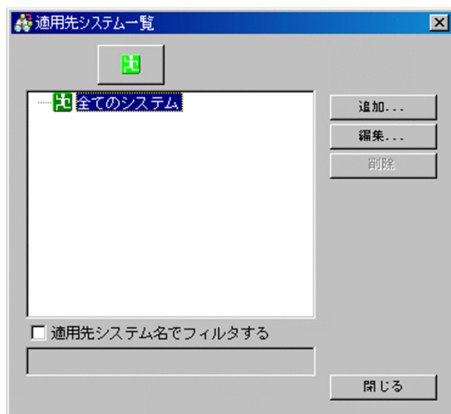 適用先システム一覧
全てのシステム
追加...
編集...
削除
適用先システム名でフィルタする
閉じる